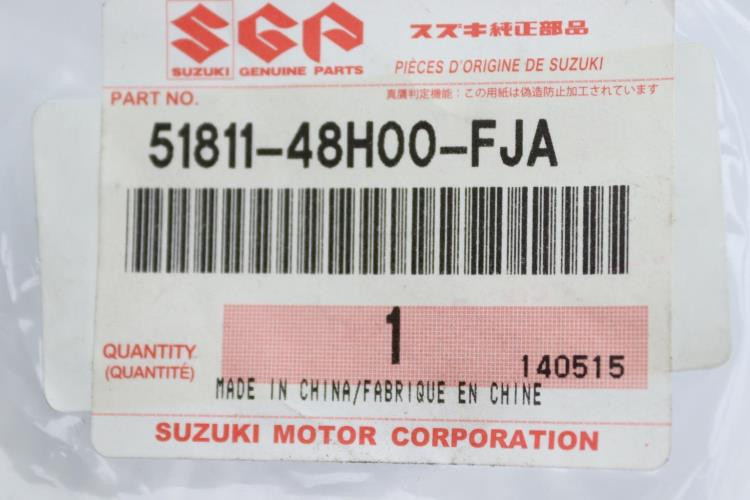 SGP
スズキ純正部品
SUZUKI GENUINE PARTS
PIÈCES D'ORIGINE DE SUZUKI
PART NO.
真贋判定機能:この用紙は偽造防止加工されています
51811-48H00-FJA
1
QUANTITY
(QUANTITÉ)
140515
MADE IN CHINA/FABRIQUE EN CHINE
SUZUKI MOTOR CORPORATION